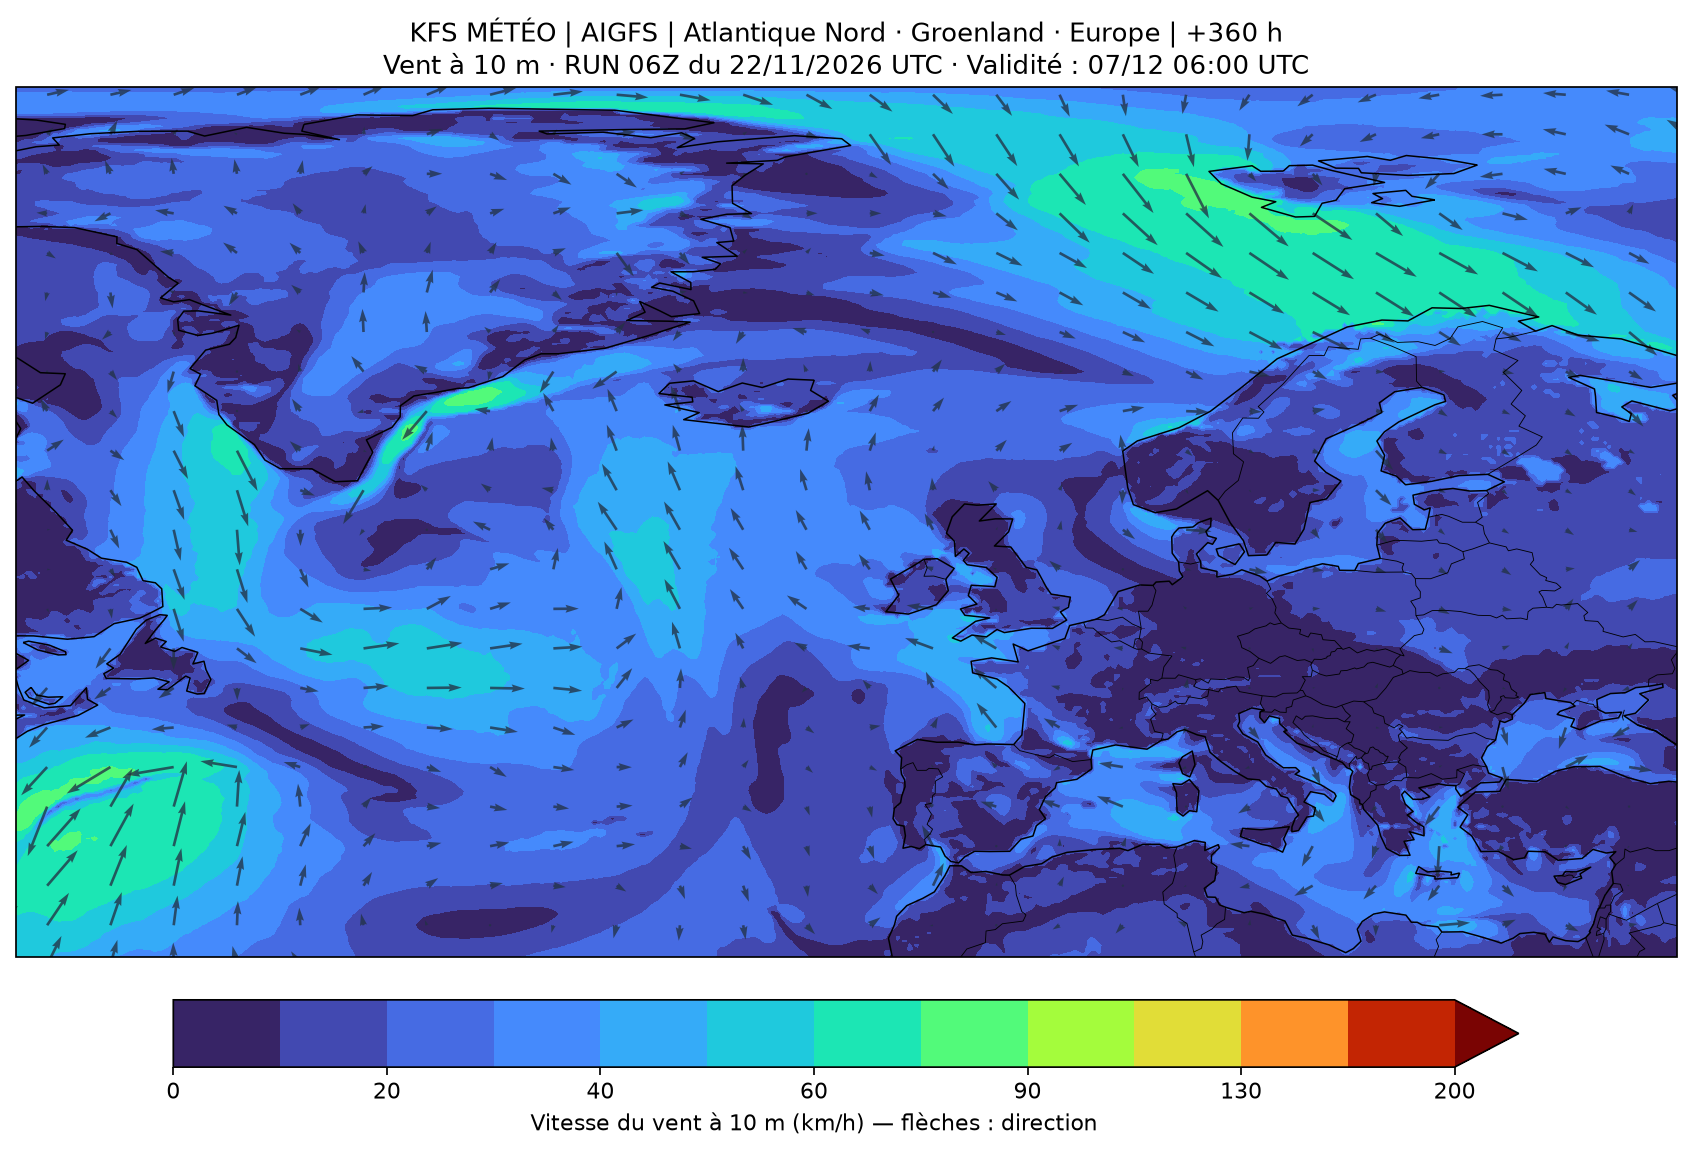 KFS MÉTÉO | AIGFS | Atlantique Nord · Groenland · Europe | +360 h
Vent à 10 m · RUN 06Z du 22/11/2026 UTC · Validité : 07/12 06:00 UTC
0 20 40 60 90 130 200
Vitesse du vent à 10 m (km/h) — flèches : direction